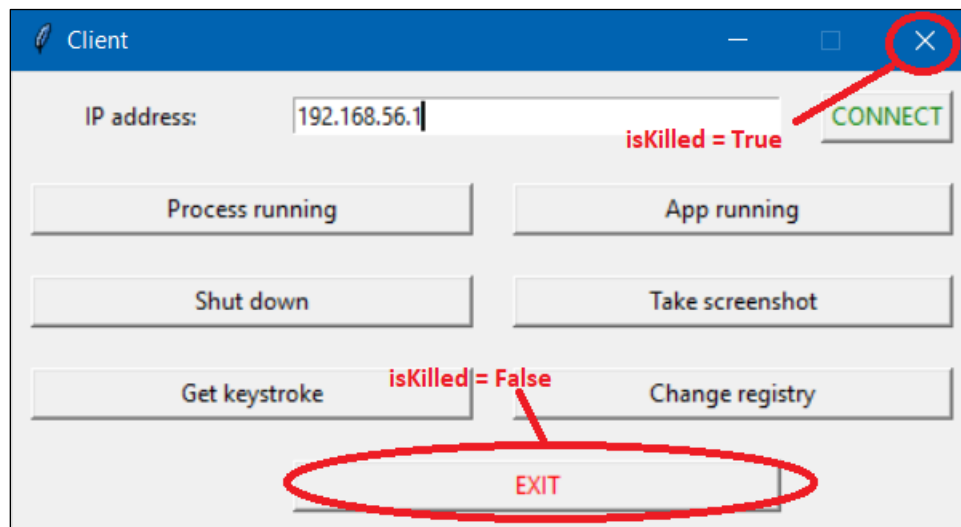 Client
IP address: 192.168.56.1 CONNECT
isKilled = True
Process running App running
Shut down Take screenshot
isKilled = False
Get keystroke Change registry
EXIT